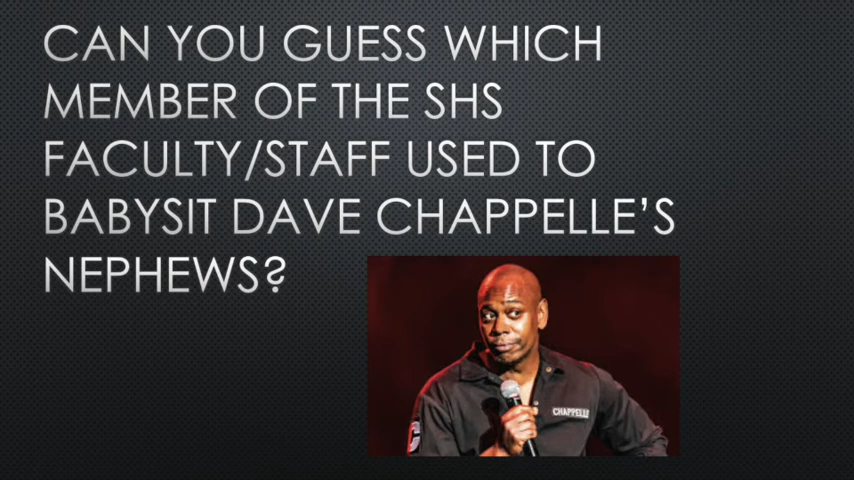 CAN YOU GUESS WHICH
MEMBER OF THE SHS
FACULTY/STAFF USED TO
BABYSIT DAVE CHAPPELLE'S
NEPHEWS?
CHAPPELLE
C